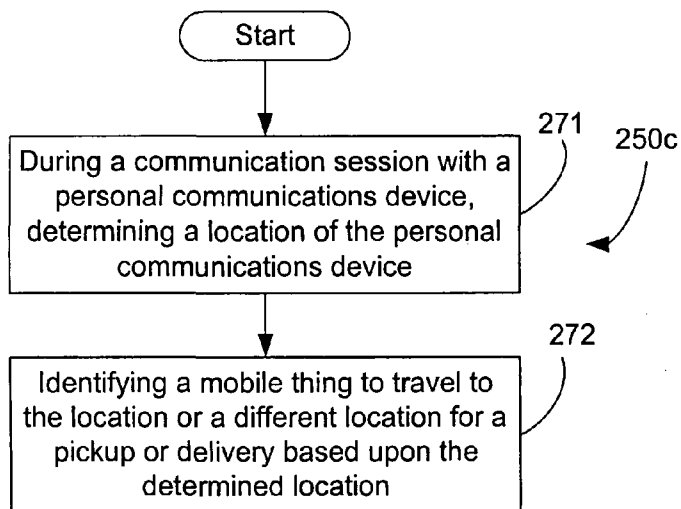 Start
271
250c
During a communication session with a
personal communications device,
determining a location of the personal
communications device
272
Identifying a mobile thing to travel to
the location or a different location for a
pickup or delivery based upon the
determined location